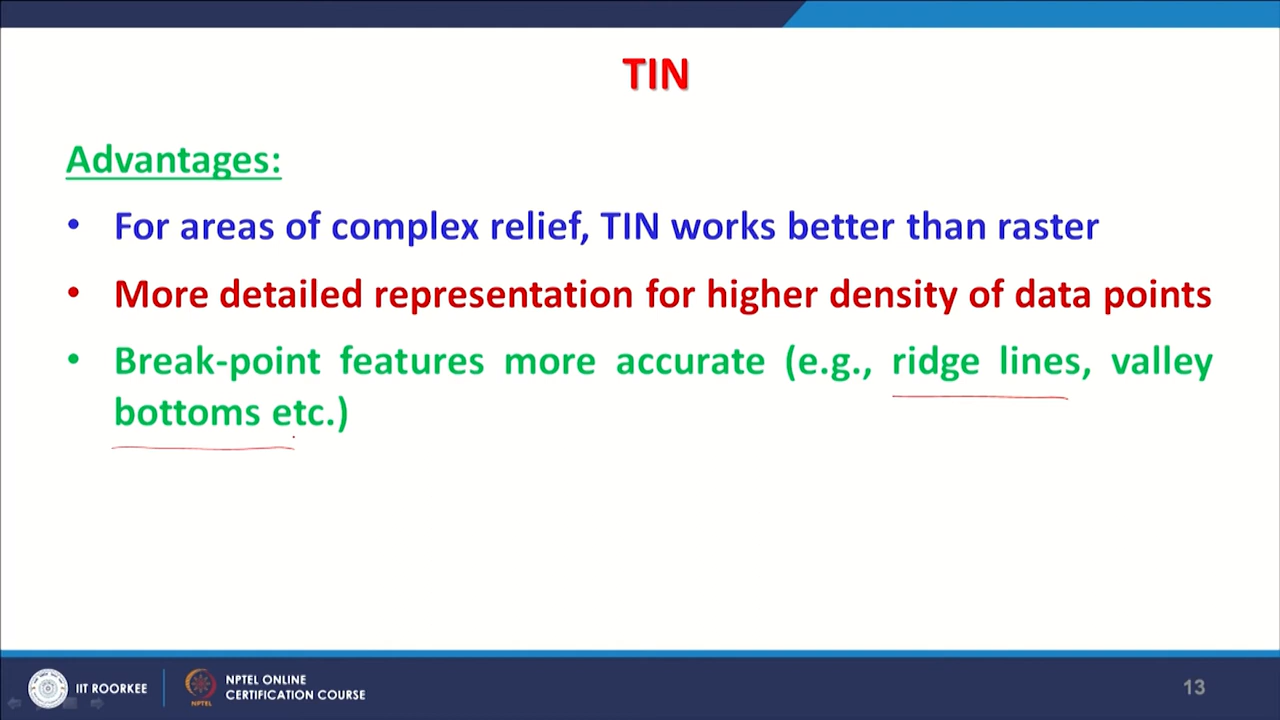 TIN
Advantages:
• For areas of complex relief, TIN works better than raster
• More detailed representation for higher density of data points
• Break-point features more accurate (e.g., ridge lines, valley
bottoms etc.)
IIT ROORKEE
NPTEL
NPTEL ONLINE
CERTIFICATION COURSE
13